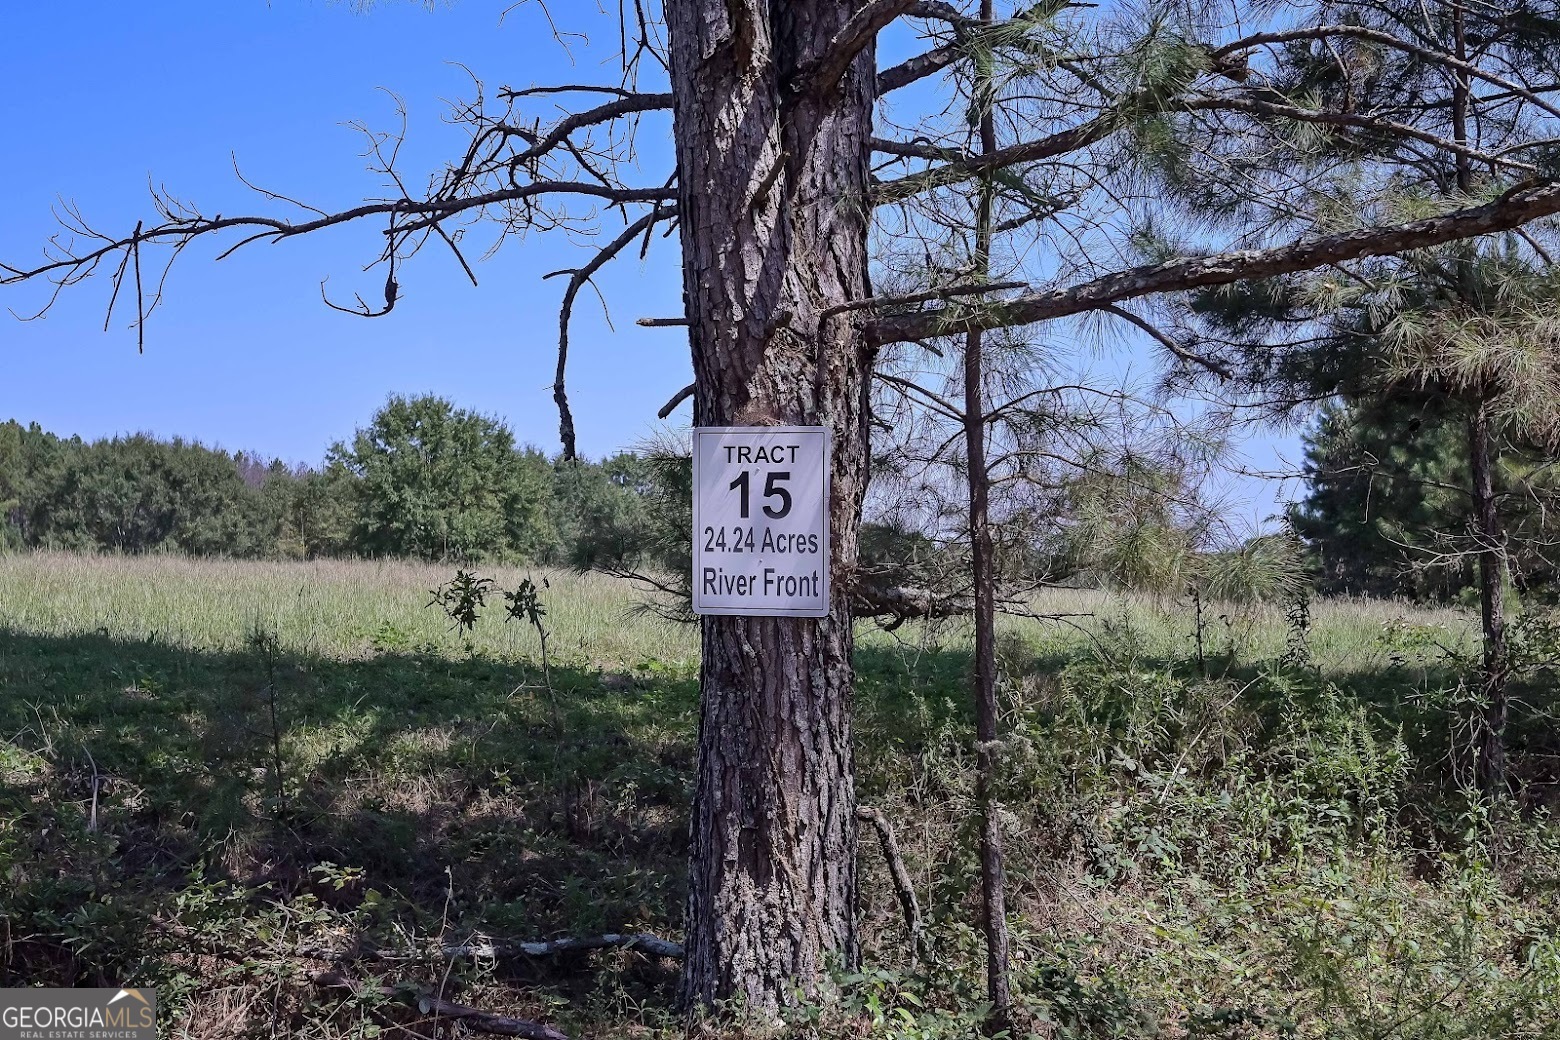 TRACT
15
24.24 Acres
River Front
GEORGIAMLS
REAL ESTATE SERVICES